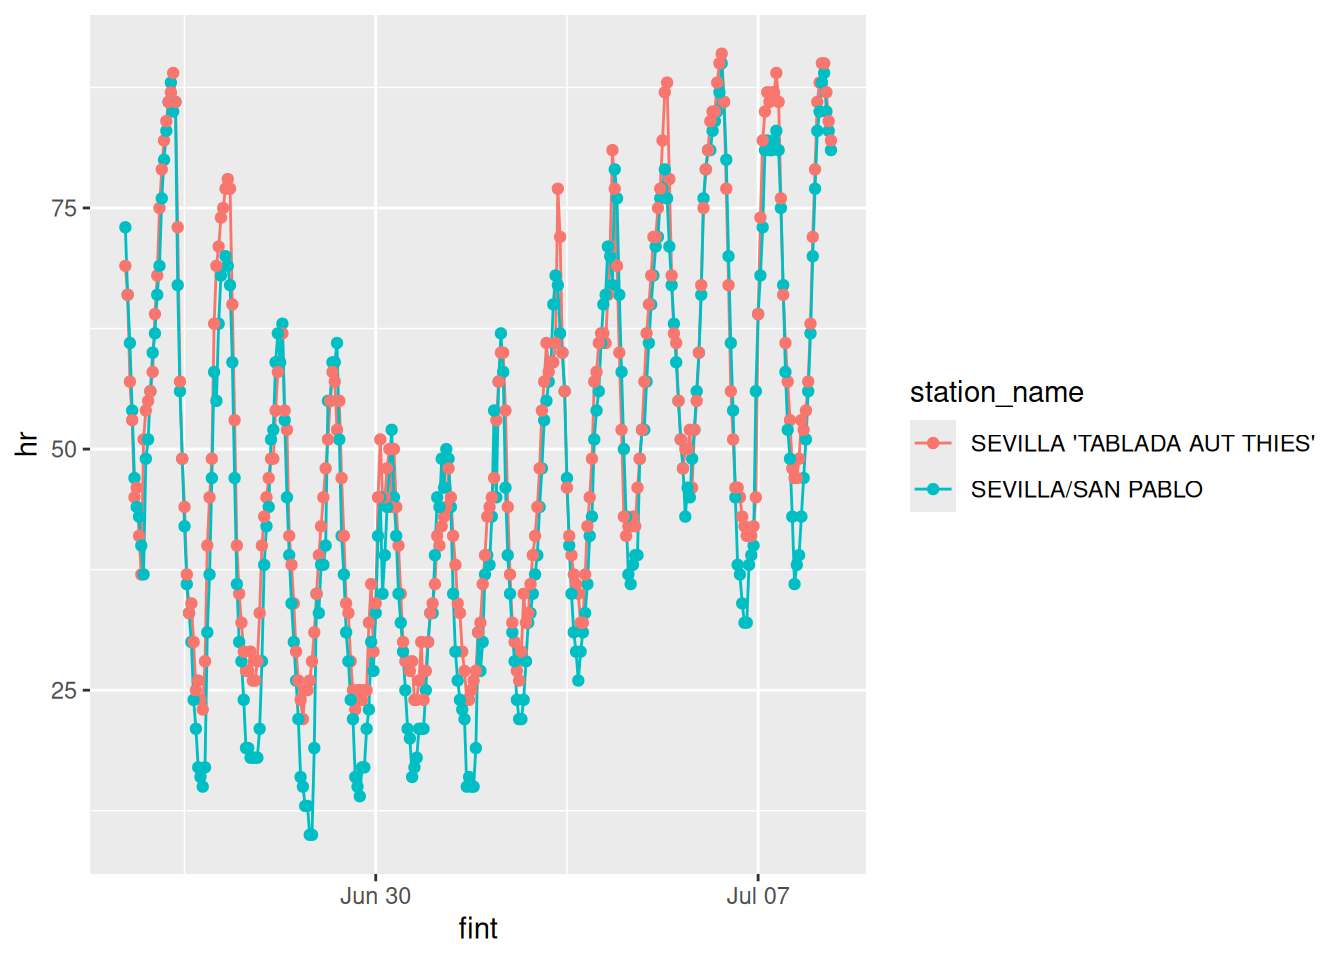 hr
75
50
25
Jun 30
Jul 07
fint
station_name
SEVILLA 'TABLADA AUT THIES'
SEVILLA/SAN PABLO